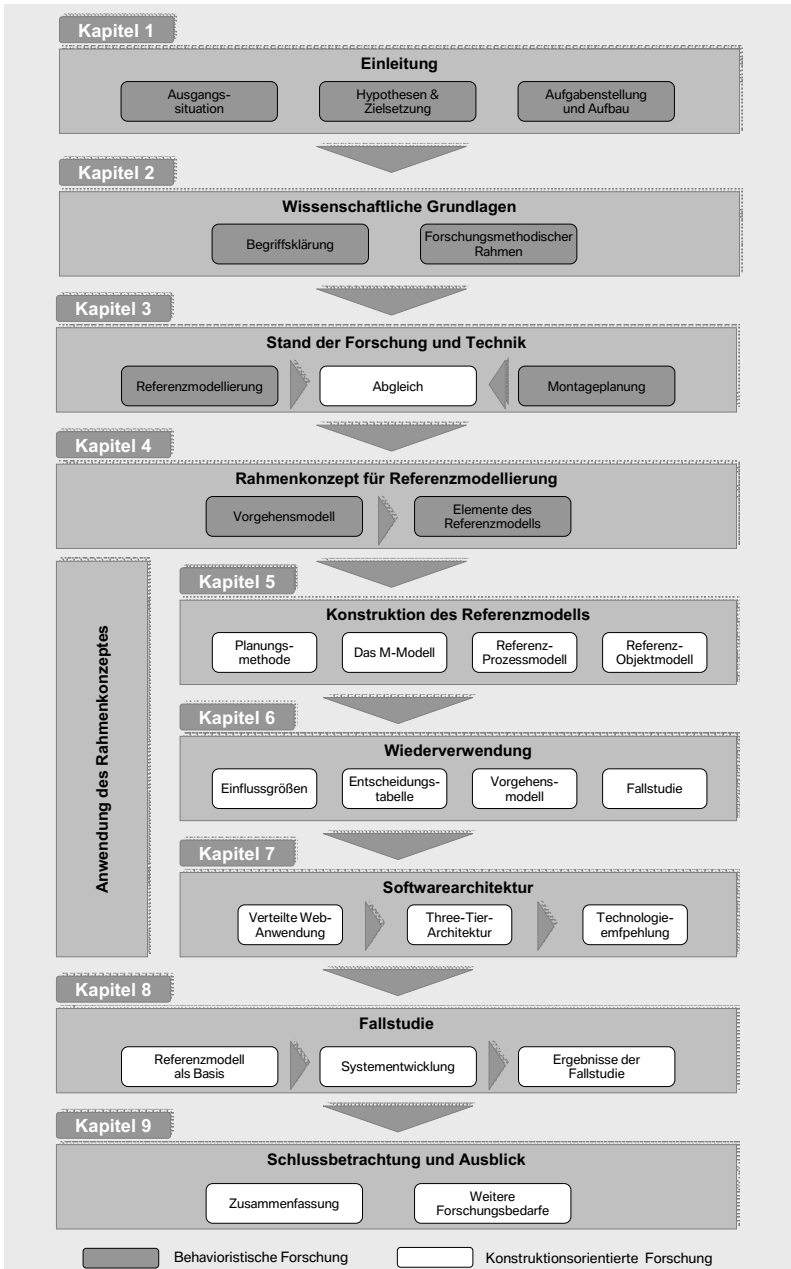 Kapitel 1
Einleitung
Ausgangs-
situation
Hypothesen &
Zielsetzung
Aufgabenstellung
und Aufbau
Kapitel 2
Wissenschaftliche Grundlagen
Begriffsklärung
Forschungsmethodischer
Rahmen
Kapitel 3
Stand der Forschung und Technik
Referenzmodellierung
Abgleich
Montageplanung
Kapitel 4
Rahmenkonzept für Referenzmodellierung
Vorgehensmodell
Elemente des
Referenzmodells
Anwendung des Rahmenkonzeptes
Kapitel 5
Konstruktion des Referenzmodells
Planungs-
methode
Das M-Modell
Referenz-
Prozessmodell
Referenz-
Objektmodell
Kapitel 6
Wiederverwendung
Einflussgrößen
Entscheidungs-
tabelle
Vorgehens-
modell
Fallstudie
Kapitel 7
Softwarearchitektur
Verteilte Web-
Anwendung
Three-Tier-
Architektur
Technologie-
emfpehlung
Kapitel 8
Fallstudie
Referenzmodell
als Basis
Systementwicklung
Ergebnisse der
Fallstudie
Kapitel 9
Schlussbetrachtung und Ausblick
Zusammenfassung
Weitere
Forschungsbedarfe
Behavioristische Forschung
Konstruktionsorientierte Forschung